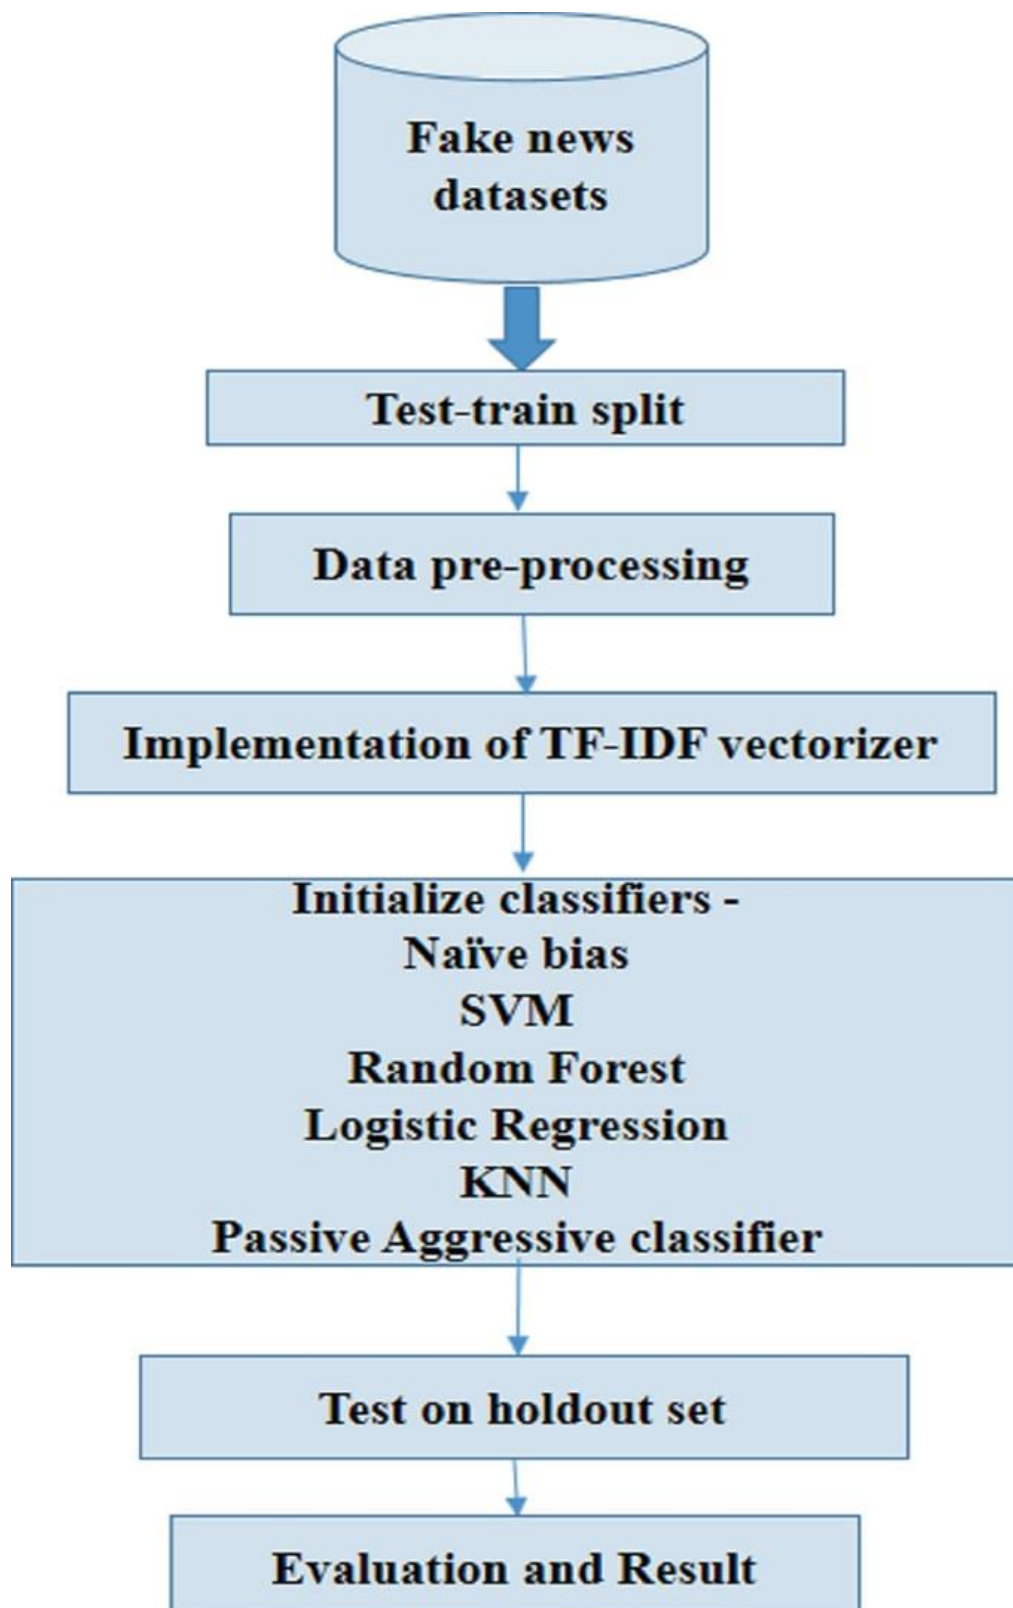 Fake news
datasets
Test-train split
Data pre-processing
Implementation of TF-IDF vectorizer
Initialize classifiers -
Naïve bias
SVM
Random Forest
Logistic Regression
KNN
Passive Aggressive classifier
Test on holdout set
Evaluation and Result